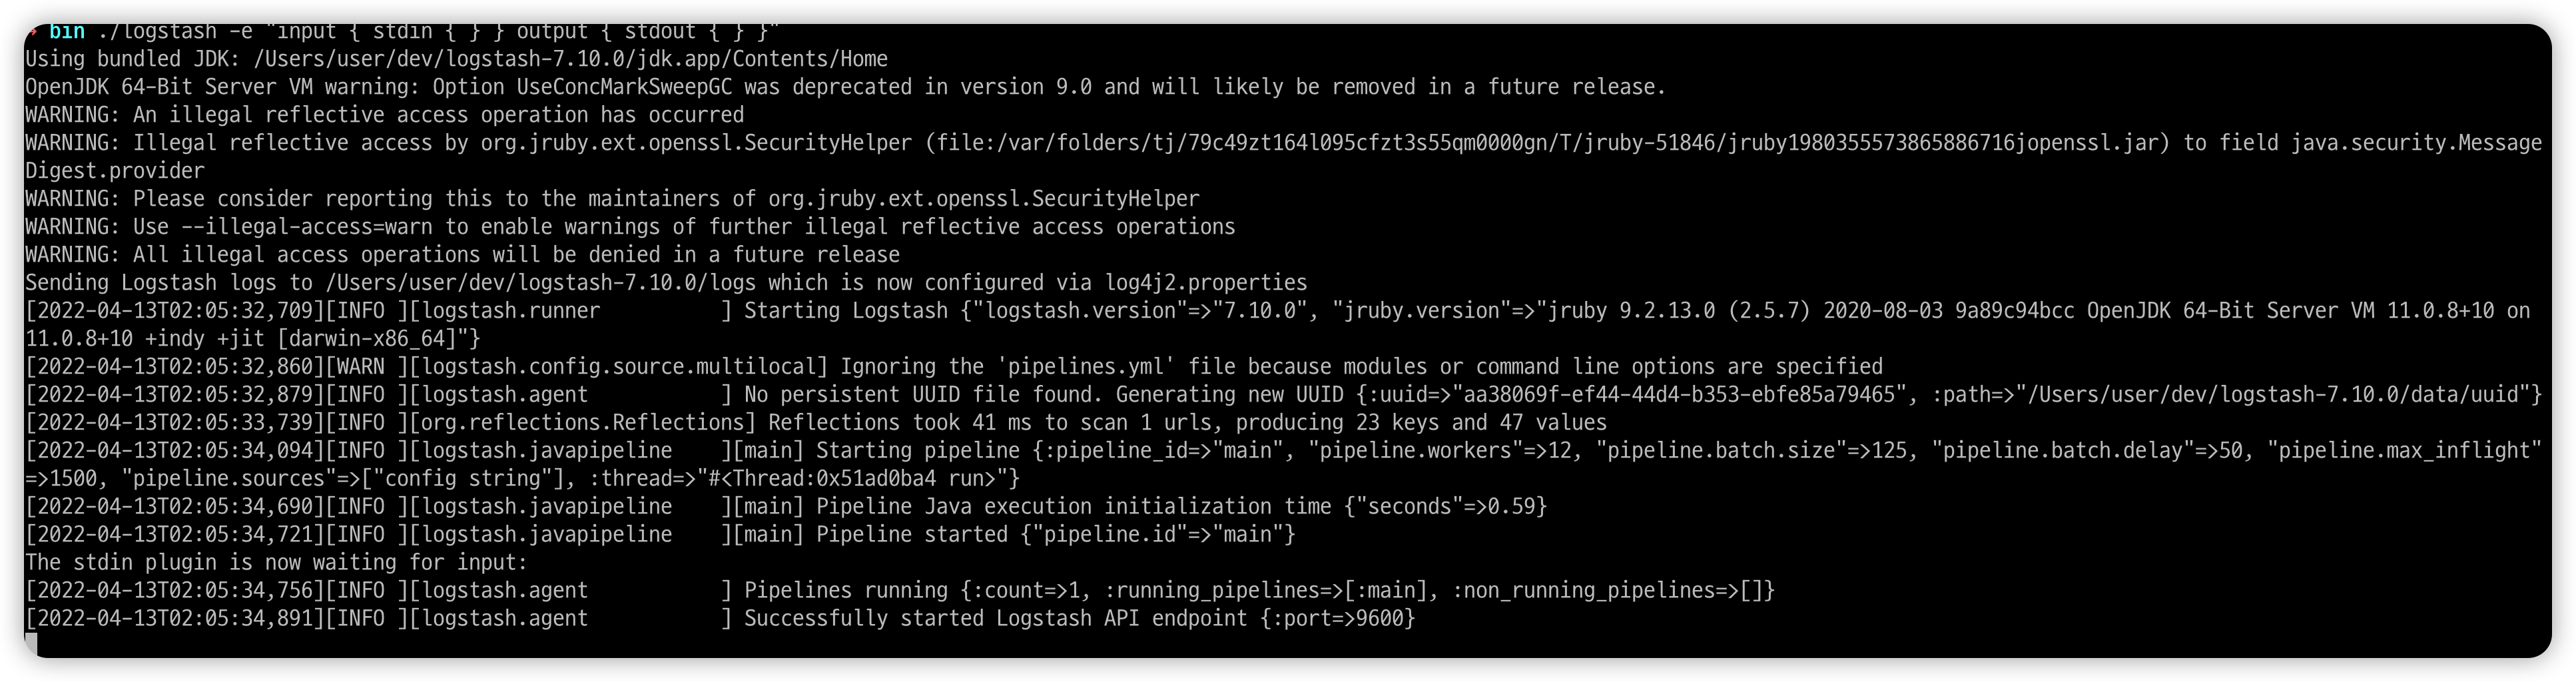 → bin ./logstash -e "input { stdin { } } output { stdout { } }"
Using bundled JDK: /Users/user/dev/logstash-7.10.0/jdk.app/Contents/Home
OpenJDK 64-Bit Server VM warning: Option UseConcMarkSweepGC was deprecated in version 9.0 and will likely be removed in a future release.
WARNING: An illegal reflective access operation has occurred
WARNING: Illegal reflective access by org.jruby.ext.openssl.SecurityHelper (file:/var/folders/tj/79c49zt164l095cfzt3s55qm0000gn/T/jruby-51846/jruby1980355573865886716jopenssl.jar) to field java.security.Message
Digest.provider
WARNING: Please consider reporting this to the maintainers of org.jruby.ext.openssl.SecurityHelper
WARNING: Use --illegal-access=warn to enable warnings of further illegal reflective access operations
WARNING: All illegal access operations will be denied in a future release
Sending Logstash logs to /Users/user/dev/logstash-7.10.0/logs which is now configured via log4j2.properties
[2022-04-13T02:05:32,709][INFO ][logstash.runner          ] Starting Logstash {"logstash.version"=>"7.10.0", "jruby.version"=>"jruby 9.2.13.0 (2.5.7) 2020-08-03 9a89c94bcc OpenJDK 64-Bit Server VM 11.0.8+10 on
11.0.8+10 +indy +jit [darwin-x86_64]"}
[2022-04-13T02:05:32,860][WARN ][logstash.config.source.multilocal] Ignoring the 'pipelines.yml' file because modules or command line options are specified
[2022-04-13T02:05:32,879][INFO ][logstash.agent           ] No persistent UUID file found. Generating new UUID {:uuid=>"aa38069f-ef44-44d4-b353-ebfe85a79465", :path=>"/Users/user/dev/logstash-7.10.0/data/uuid"}
[2022-04-13T02:05:33,739][INFO ][org.reflections.Reflections] Reflections took 41 ms to scan 1 urls, producing 23 keys and 47 values
[2022-04-13T02:05:34,094][INFO ][logstash.javapipeline    ][main] Starting pipeline {:pipeline_id=>"main", "pipeline.workers"=>12, "pipeline.batch.size"=>125, "pipeline.batch.delay"=>50, "pipeline.max_inflight"
=>1500, "pipeline.sources"=>["config string"], :thread=>"#<Thread:0x51ad0ba4 run>"}
[2022-04-13T02:05:34,690][INFO ][logstash.javapipeline    ][main] Pipeline Java execution initialization time {"seconds"=>0.59}
[2022-04-13T02:05:34,721][INFO ][logstash.javapipeline    ][main] Pipeline started {"pipeline.id"=>"main"}
The stdin plugin is now waiting for input:
[2022-04-13T02:05:34,756][INFO ][logstash.agent           ] Pipelines running {:count=>1, :running_pipelines=>[:main], :non_running_pipelines=>[]}
[2022-04-13T02:05:34,891][INFO ][logstash.agent           ] Successfully started Logstash API endpoint {:port=>9600}